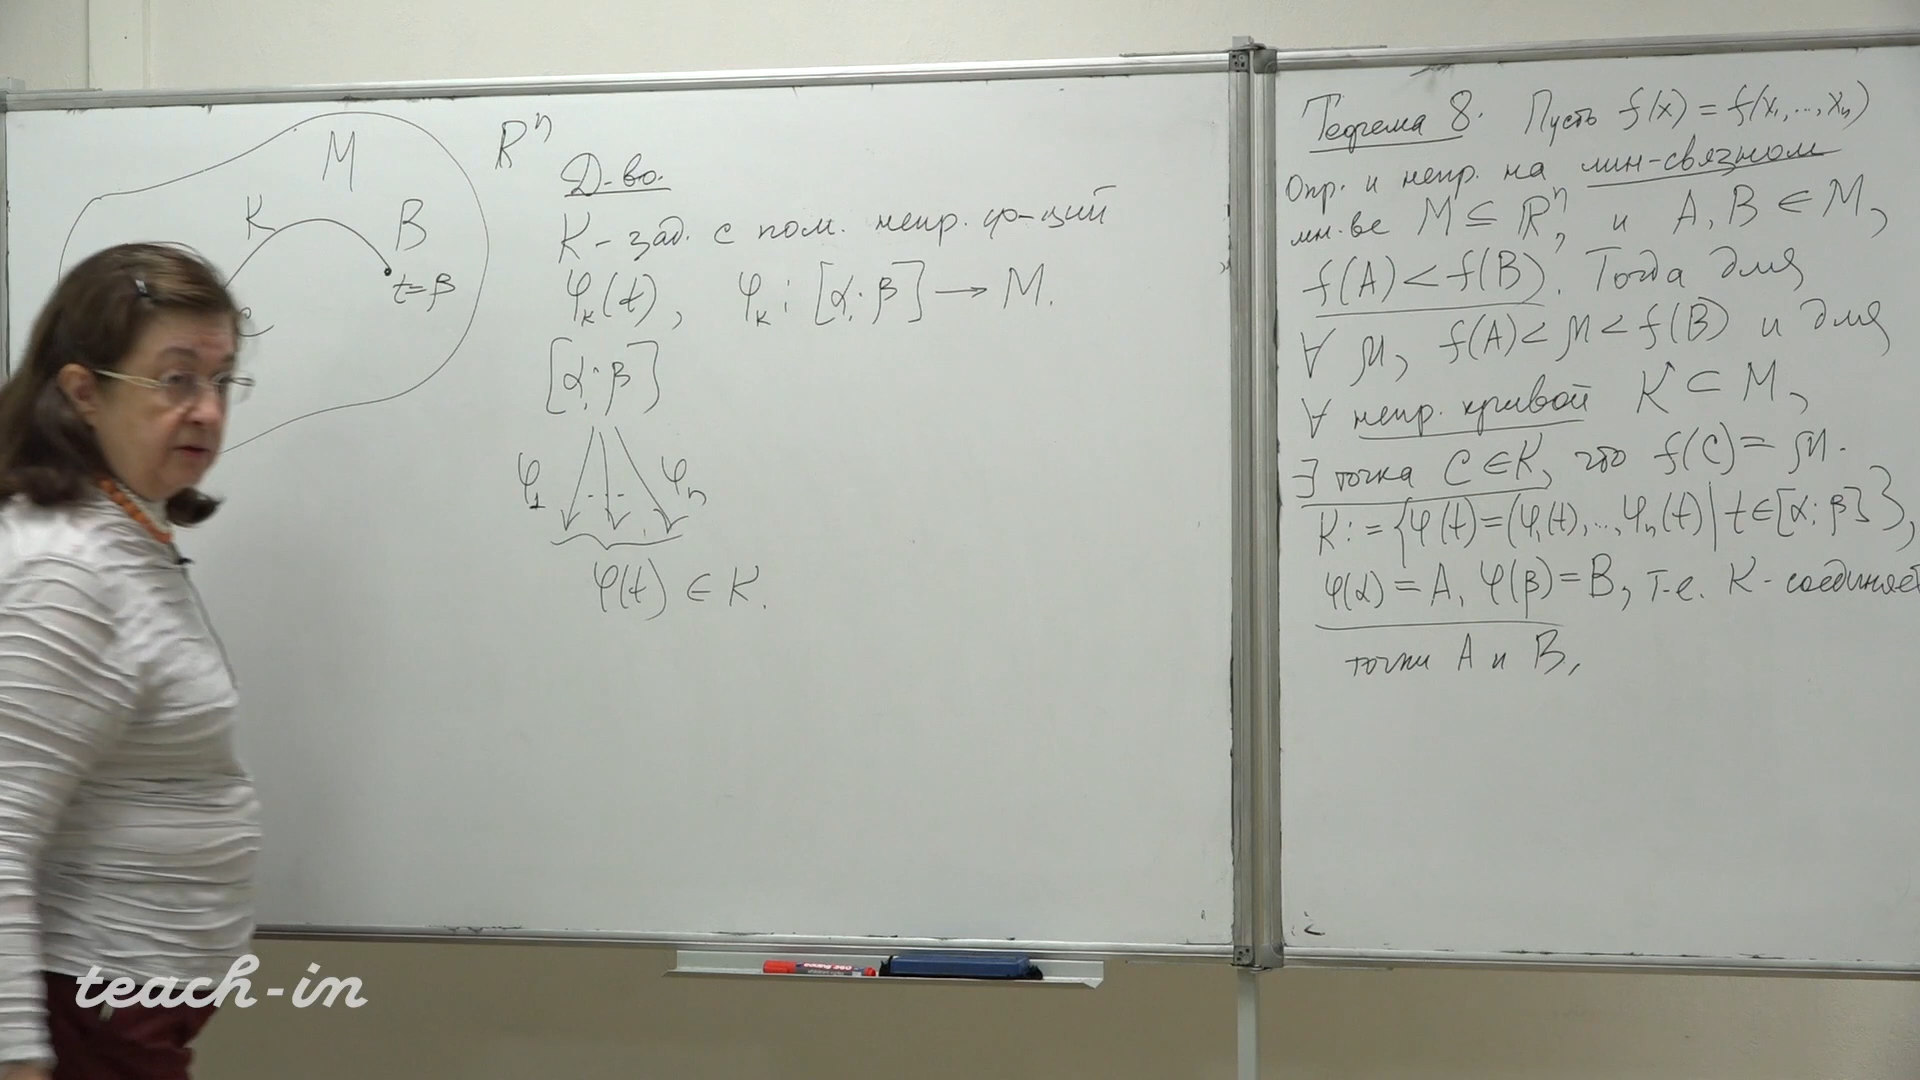 M
R^n
K
B
t=β
C
Д-во.
K - зад. с пом. непр. ф-ций
φ_k(t), φ_k : [α; β] → M.
[α; β]
φ_1 ... φ_n
φ(t) ∈ K.
Теорема 8. Пусть f(x) = f(x_1,...,x_n)
опр. и непр. на лин-связном
мн-ве M ⊆ R^n, и A, B ∈ M,
f(A) < f(B). Тогда для
∀ μ, f(A) < μ < f(B) и для
∀ непр. кривой K ⊂ M,
∃ точка C ∈ K, что f(C) = μ.
K := {φ(t) = (φ_1(t),..., φ_n(t) | t ∈ [α; β]},
φ(α) = A, φ(β) = B, т.е. K - соединяет
точки A и B,
teach-in